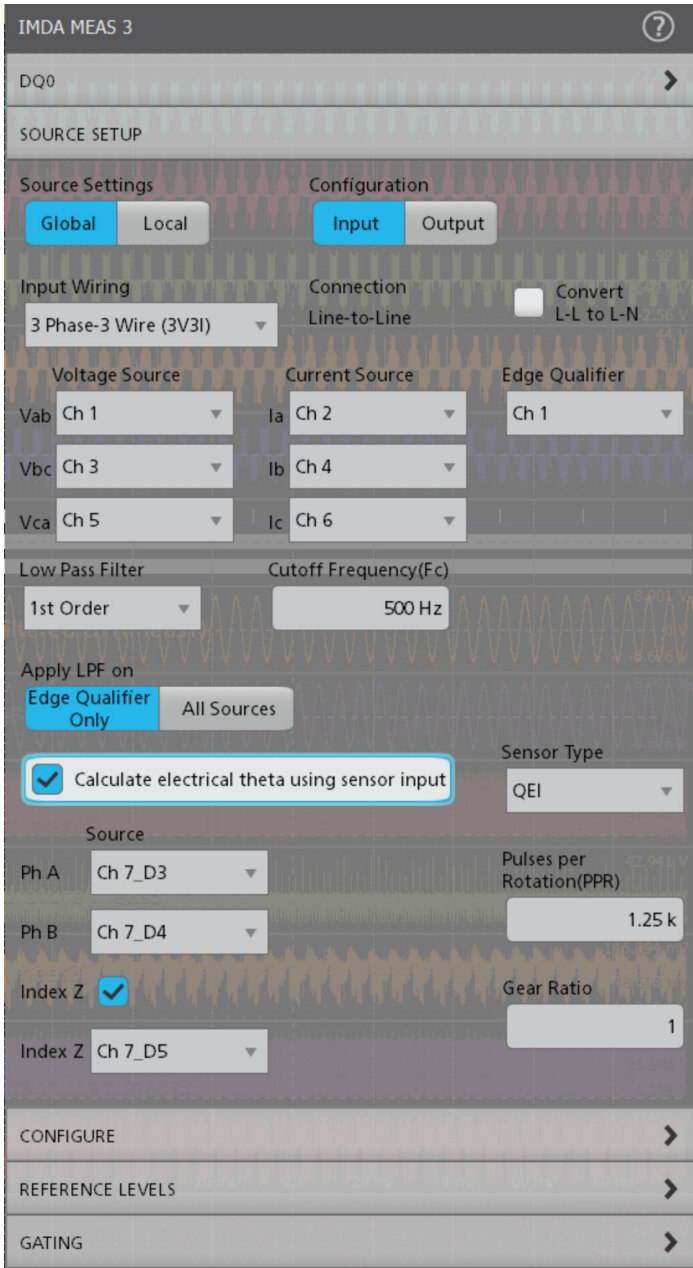 IMDA MEAS 3
?
DQ0
SOURCE SETUP
Source Settings Configuration
Global Local Input Output
Input Wiring Connection Convert
L-L to L-N
3 Phase-3 Wire (3V3I) Line-to-Line
Voltage Source Current Source Edge Qualifier
Vab Ch 1 Ia Ch 2 Ch 1
Vbc Ch 3 Ib Ch 4
Vca Ch 5 Ic Ch 6
Low Pass Filter Cutoff Frequency(Fc)
1st Order 500 Hz
Apply LPF on
Edge Qualifier
Only
All Sources
Calculate electrical theta using sensor input
Sensor Type
QEI
Source
Ph A Ch 7_D3
Pulses per
Rotation(PPR)
1.25 k
Ph B Ch 7_D4
Index Z
Gear Ratio
1
Index Z Ch 7_D5
CONFIGURE
REFERENCE LEVELS
GATING